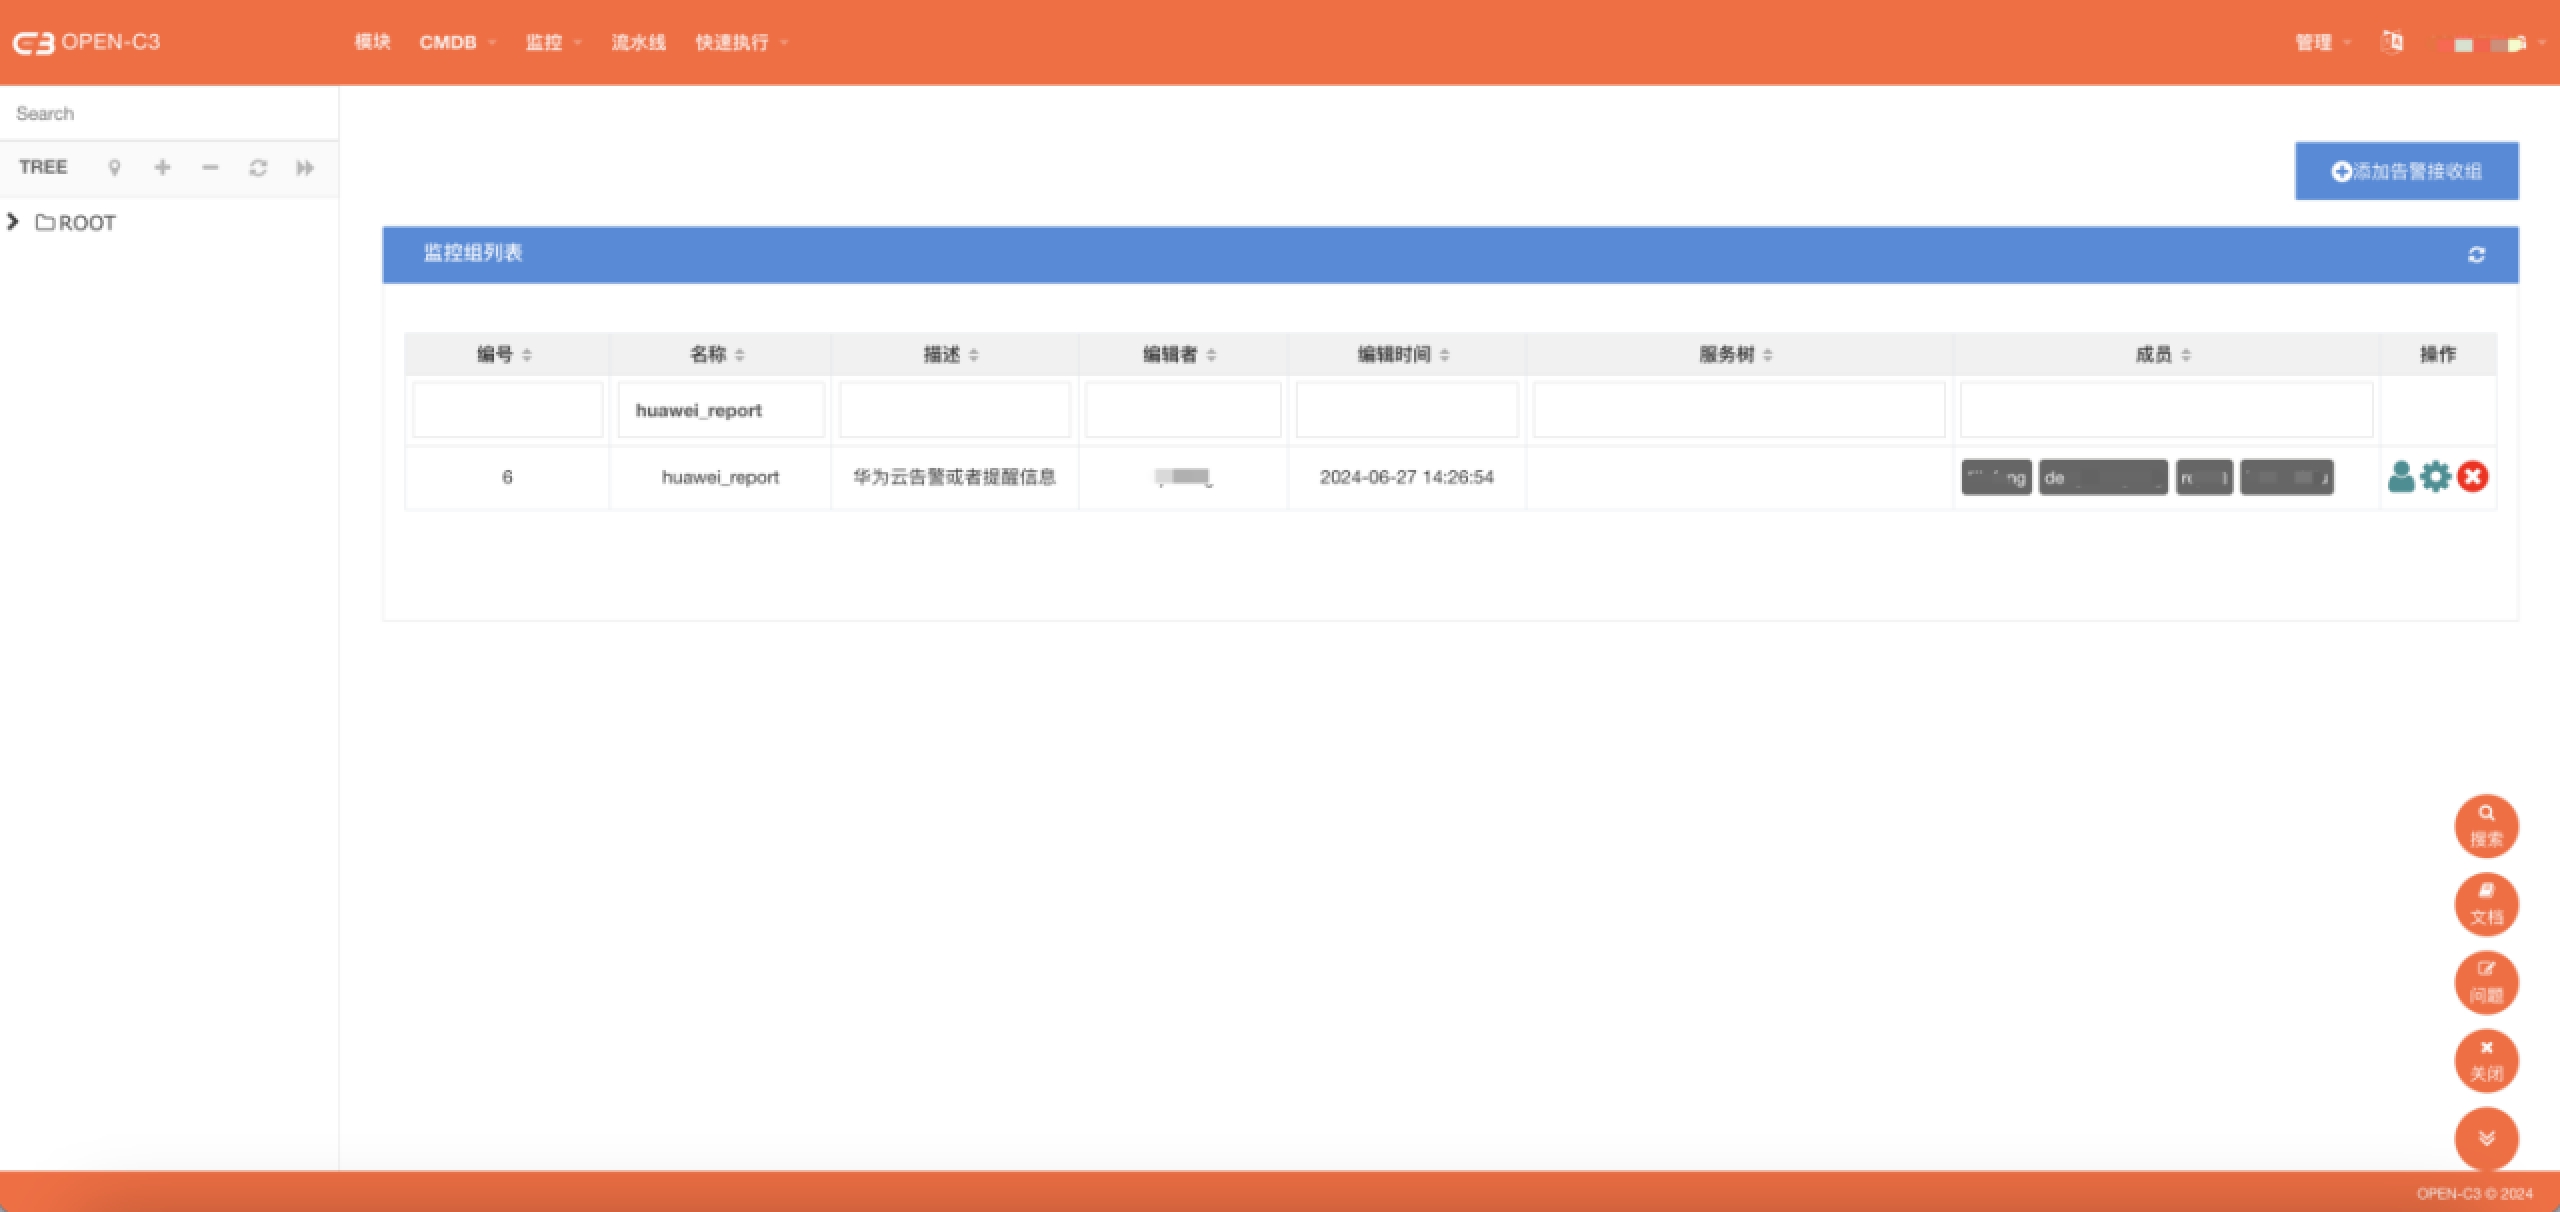 OPEN-C3 模块 CMDB 监控 流水线 快速执行 管理
Search
TREE
ROOT
添加告警接收组
监控组列表
编号 名称 描述 编辑者 编辑时间 服务树 成员 操作
huawei_report
6 huawei_report 华为云告警或者提醒信息 2024-06-27 14:26:54 ng de
搜索
文档
问题
关闭
OPEN-C3 © 2024